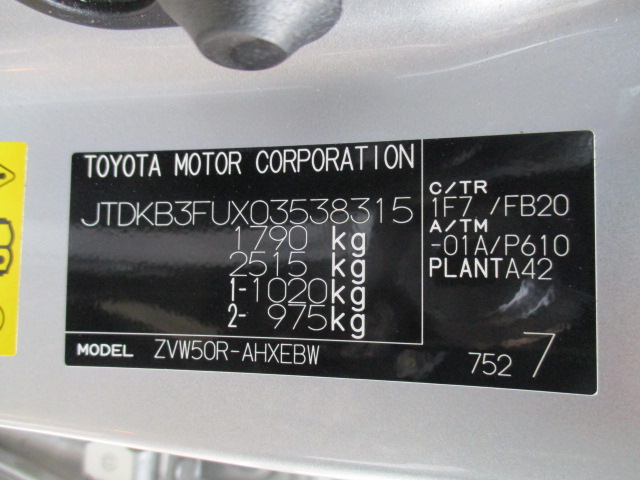 TOYOTA MOTOR CORPORATION
JTDKB3FUX03538315
1790 kg
2515 kg
1-1020kg
2- 975kg
MODEL ZVW50R-AHXEBW
C/TR
1F7 /FB20
A/TM
-01A/P610
PLANTA42
752 7